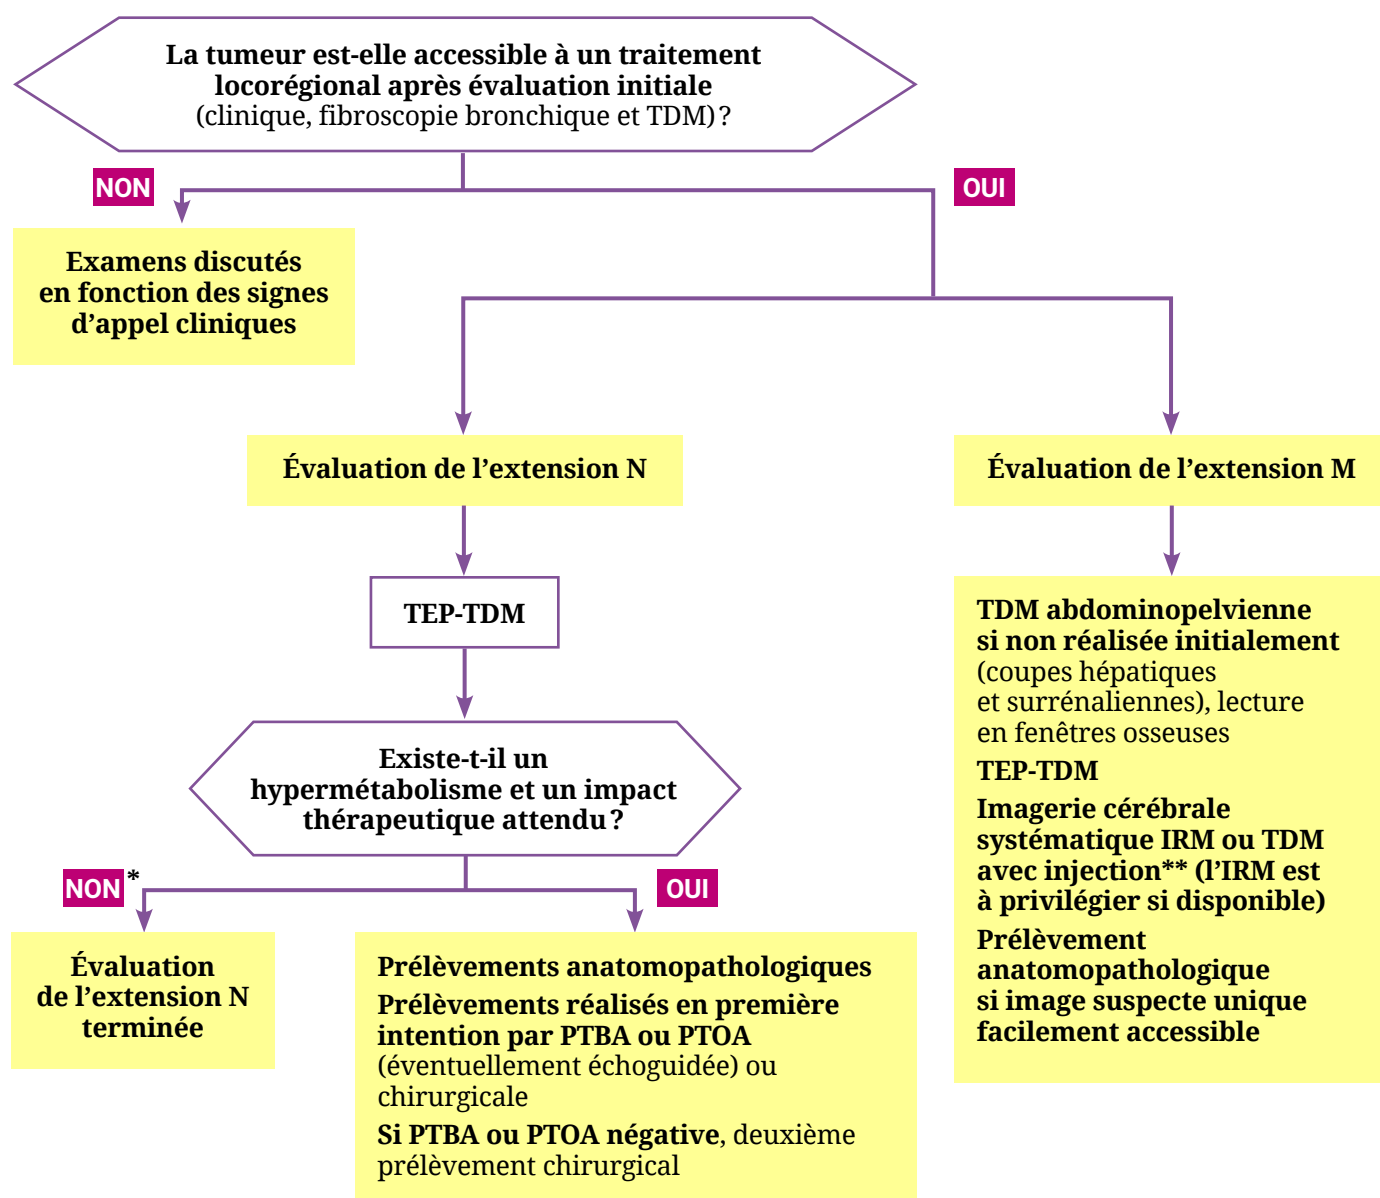 La tumeur est-elle accessible à un traitement
locorégional après évaluation initiale
(clinique, fibroscopie bronchique et TDM) ?
NON
OUI
Examens discutés
en fonction des signes
d’appel cliniques
Évaluation de l’extension N
Évaluation de l’extension M
TEP-TDM
Existe-t-il un
hypermétabolisme et un impact
thérapeutique attendu ?
NON*
OUI
Évaluation
de l’extension N
terminée
Prélèvements anatomopathologiques
Prélèvements réalisés en première
intention par PTBA ou PTOA
(éventuellement échoguidée) ou
chirurgicale
Si PTBA ou PTOA négative, deuxième
prélèvement chirurgical
TDM abdominopelvienne
si non réalisée initialement
(coupes hépatiques
et surrénaliennes), lecture
en fenêtres osseuses
TEP-TDM
Imagerie cérébrale
systématique IRM ou TDM
avec injection** (l’IRM est
à privilégier si disponible)
Prélèvement
anatomopathologique
si image suspecte unique
facilement accessible